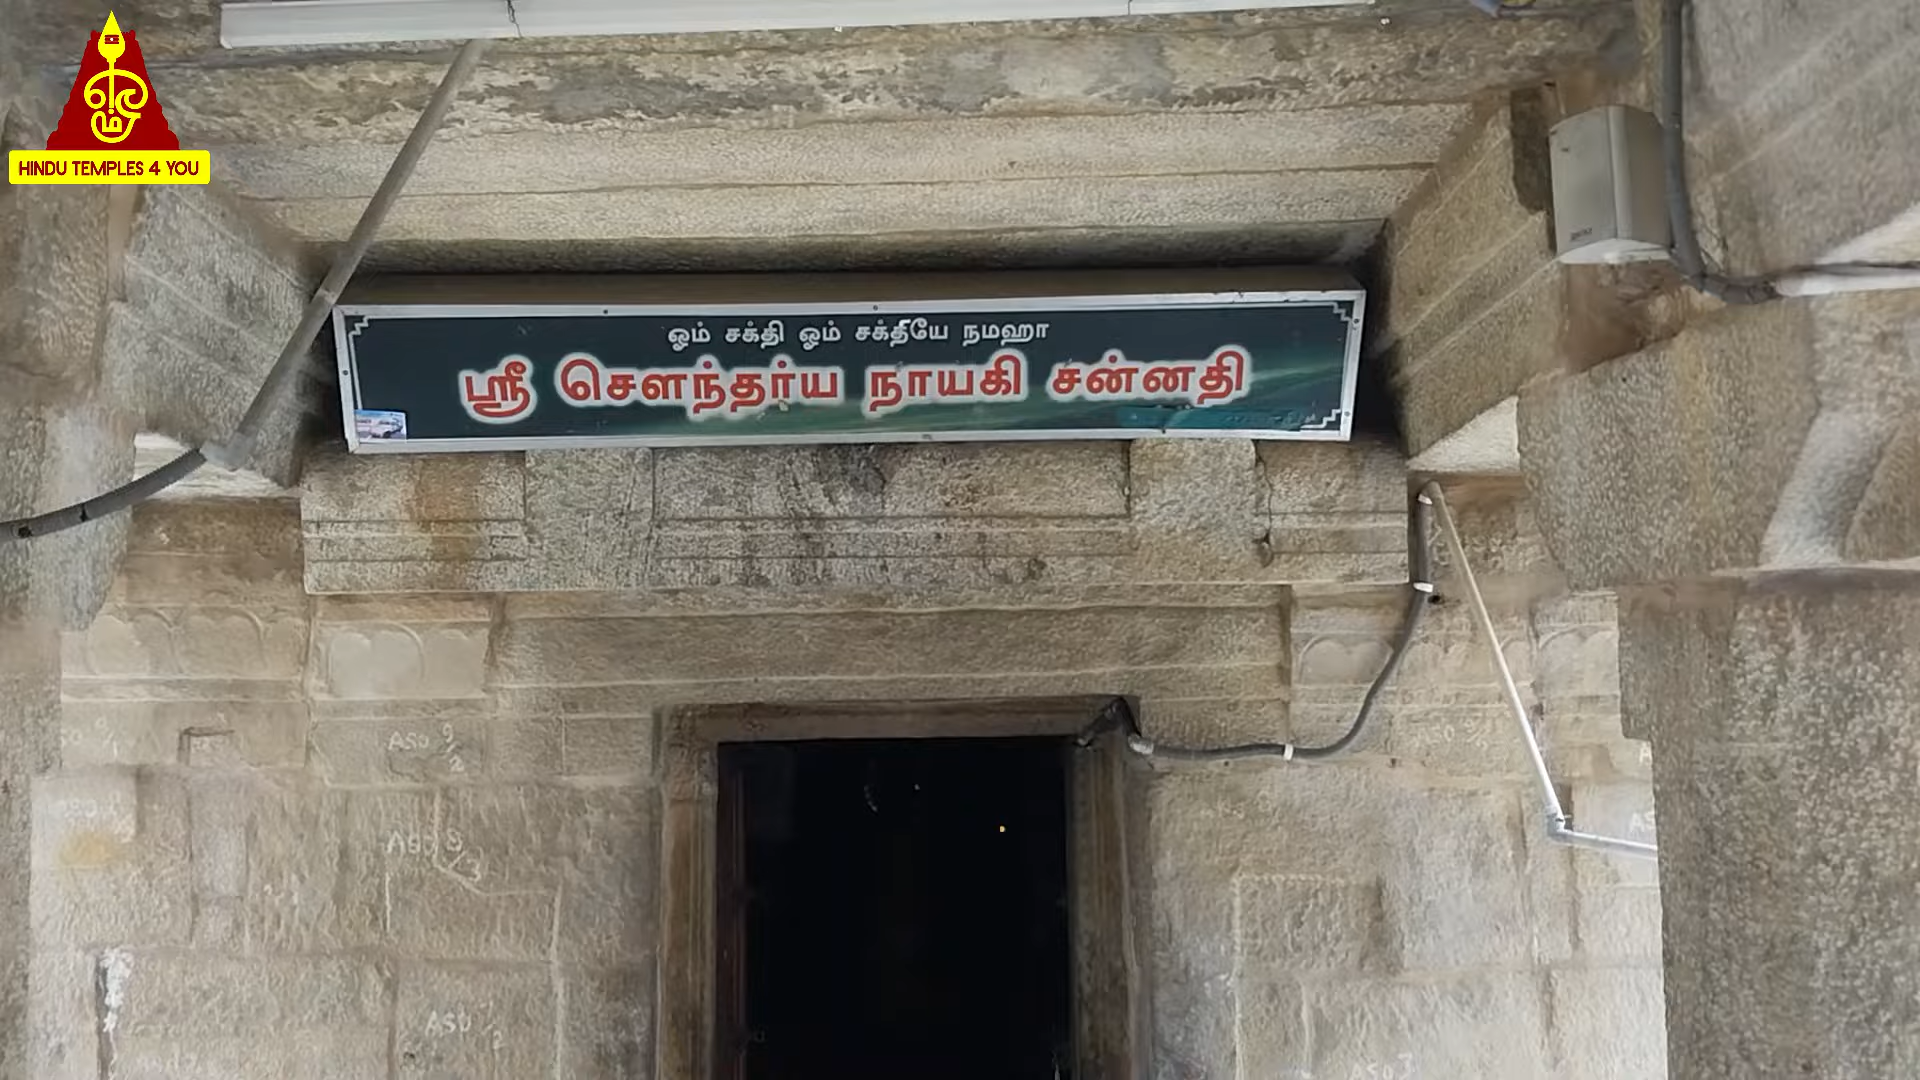 HINDU TEMPLES 4 YOU
ஓம் சக்தி ஓம் சக்தியே நமஹா
ஸ்ரீ சௌந்தர்ய நாயகி சன்னதி